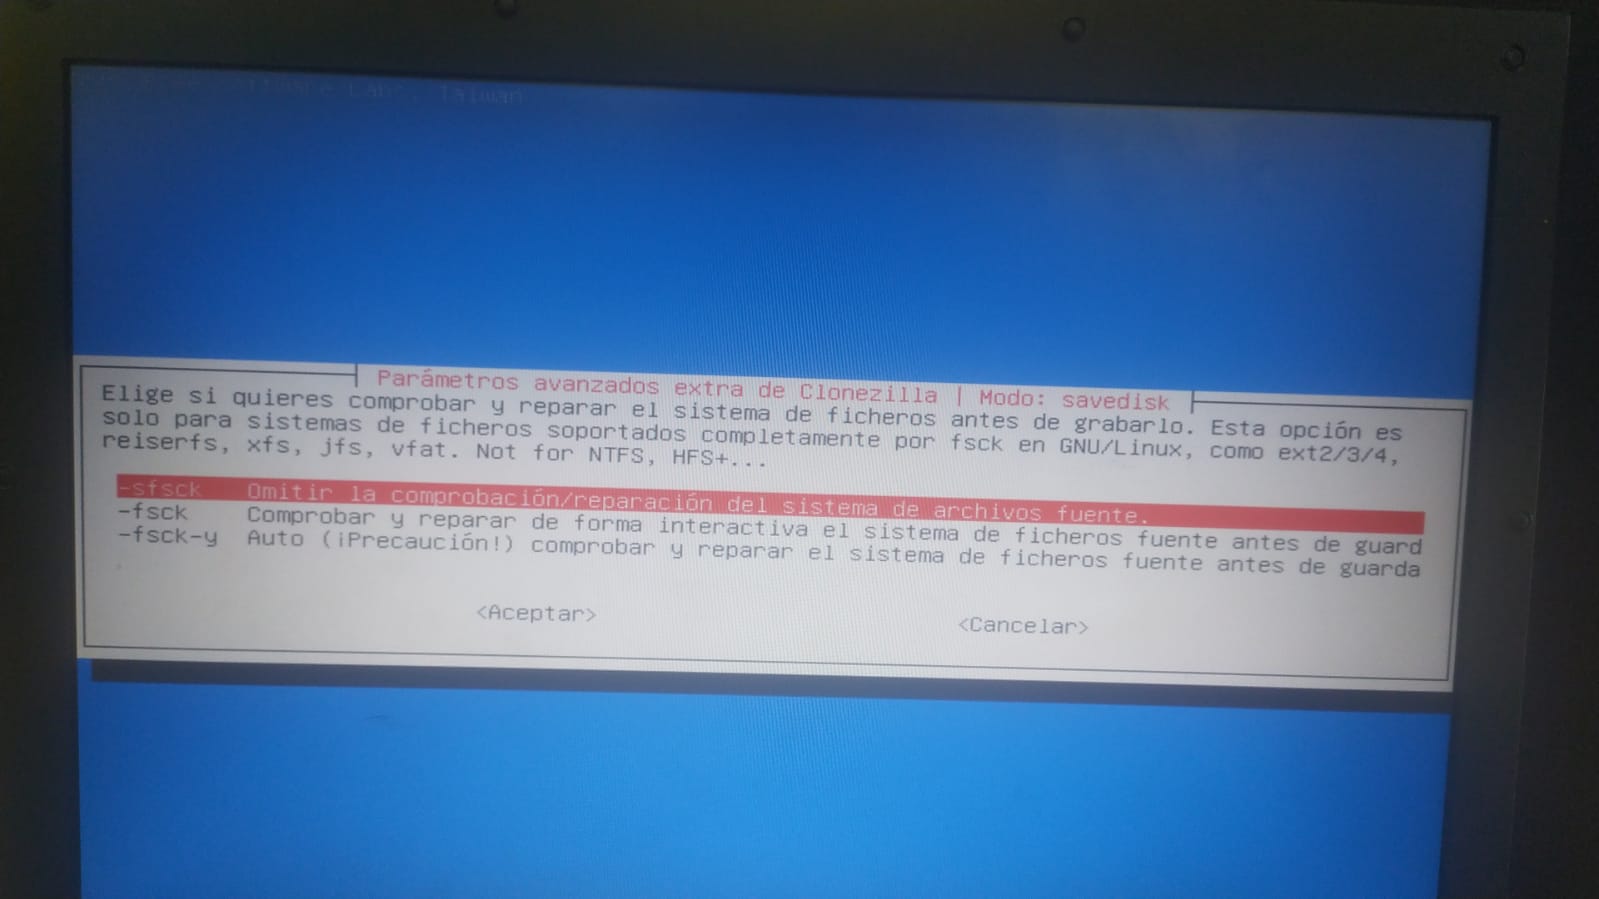 Labs, Taiwan
Parámetros avanzados extra de Clonezilla | Modo: savedisk
Elige si quieres comprobar y reparar el sistema de ficheros antes de grabarlo. Esta opción es
solo para sistemas de ficheros soportados completamente por fsck en GNU/Linux, como ext2/3/4,
reiserfs, xfs, jfs, vfat. Not for NTFS, HFS+...
-sfsck Omitir la comprobación/reparación del sistema de archivos fuente.
-fsck Comprobar y reparar de forma interactiva el sistema de ficheros fuente antes de guard
-fsck-y Auto (¡Precaución!) comprobar y reparar el sistema de ficheros fuente antes de guarda
<Aceptar> <Cancelar>